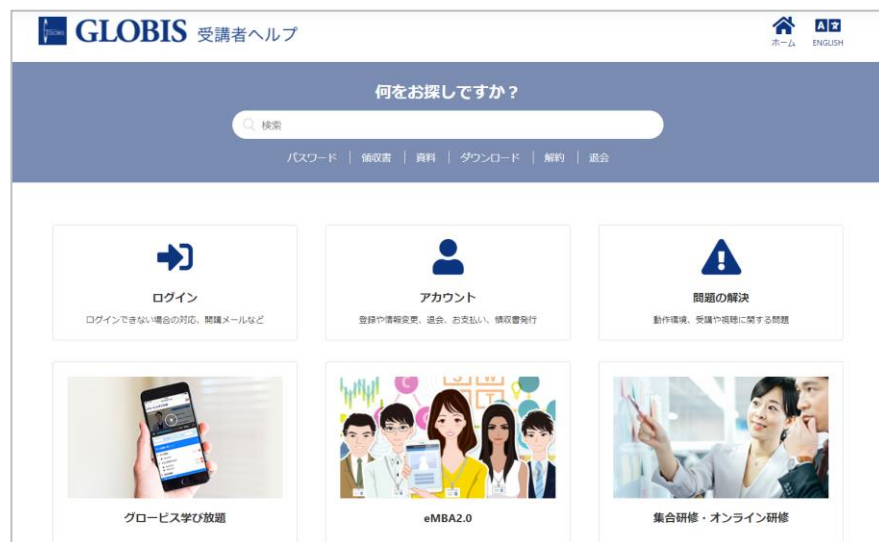 GLOBIS 受講者ヘルプ
ホーム
ENGLISH
何をお探しですか？
検索
パスワード | 領収書 | 資料 | ダウンロード | 解約 | 退会
ログイン
ログインできない場合の対応、開講メールなど
アカウント
登録や情報変更、退会、お支払い、領収書発行
問題の解決
動作環境、受講や視聴に関する問題
グロービス学び放題
eMBA2.0
集合研修・オンライン研修